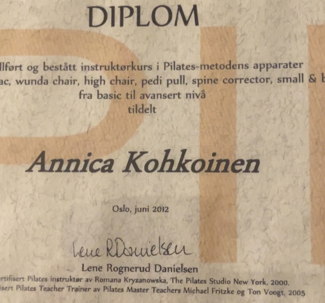 DIPLOM
llført og bestått instruktørkurs i Pilates-metodens apparater
ac, wunda chair, high chair, pedi pull, spine corrector, small & b
fra basic til avansert nivå
tildelt
Annica Kohkoinen
Oslo, juni 2012
Lene R Danielsen
Lene Rognerud Danielsen
ertifisert Pilates instruktør av Romana Kryzanowska, The Pilates Studio New York, 2000.
isert Pilates Teacher Trainer av Pilates Master Teachers Michael Fritzke og Ton Voogt, 2005